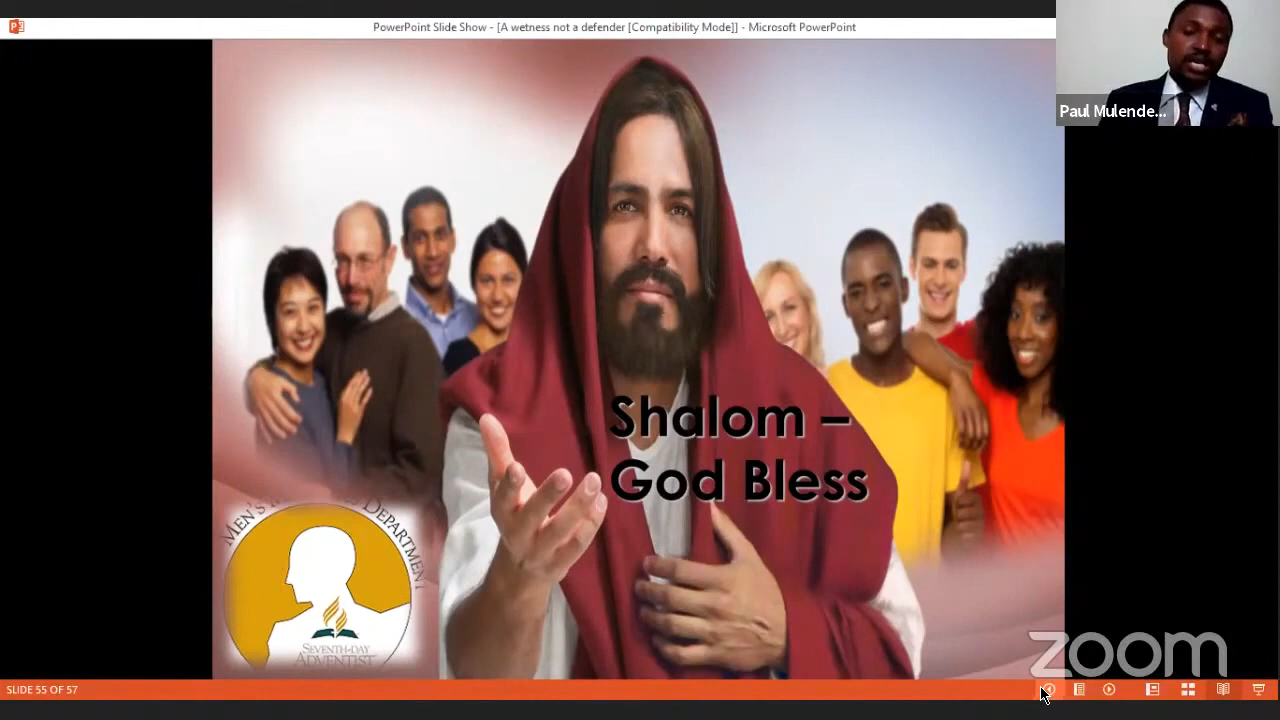 PowerPoint Slide Show - [A wetness not a defender [Compatibility Mode]] - Microsoft PowerPoint
Paul Mulende...
Shalom –
God Bless
MEN'S
DEPARTMENT
SEVENTH-DAY
ADVENTIST
zoom
SLIDE 55 OF 57